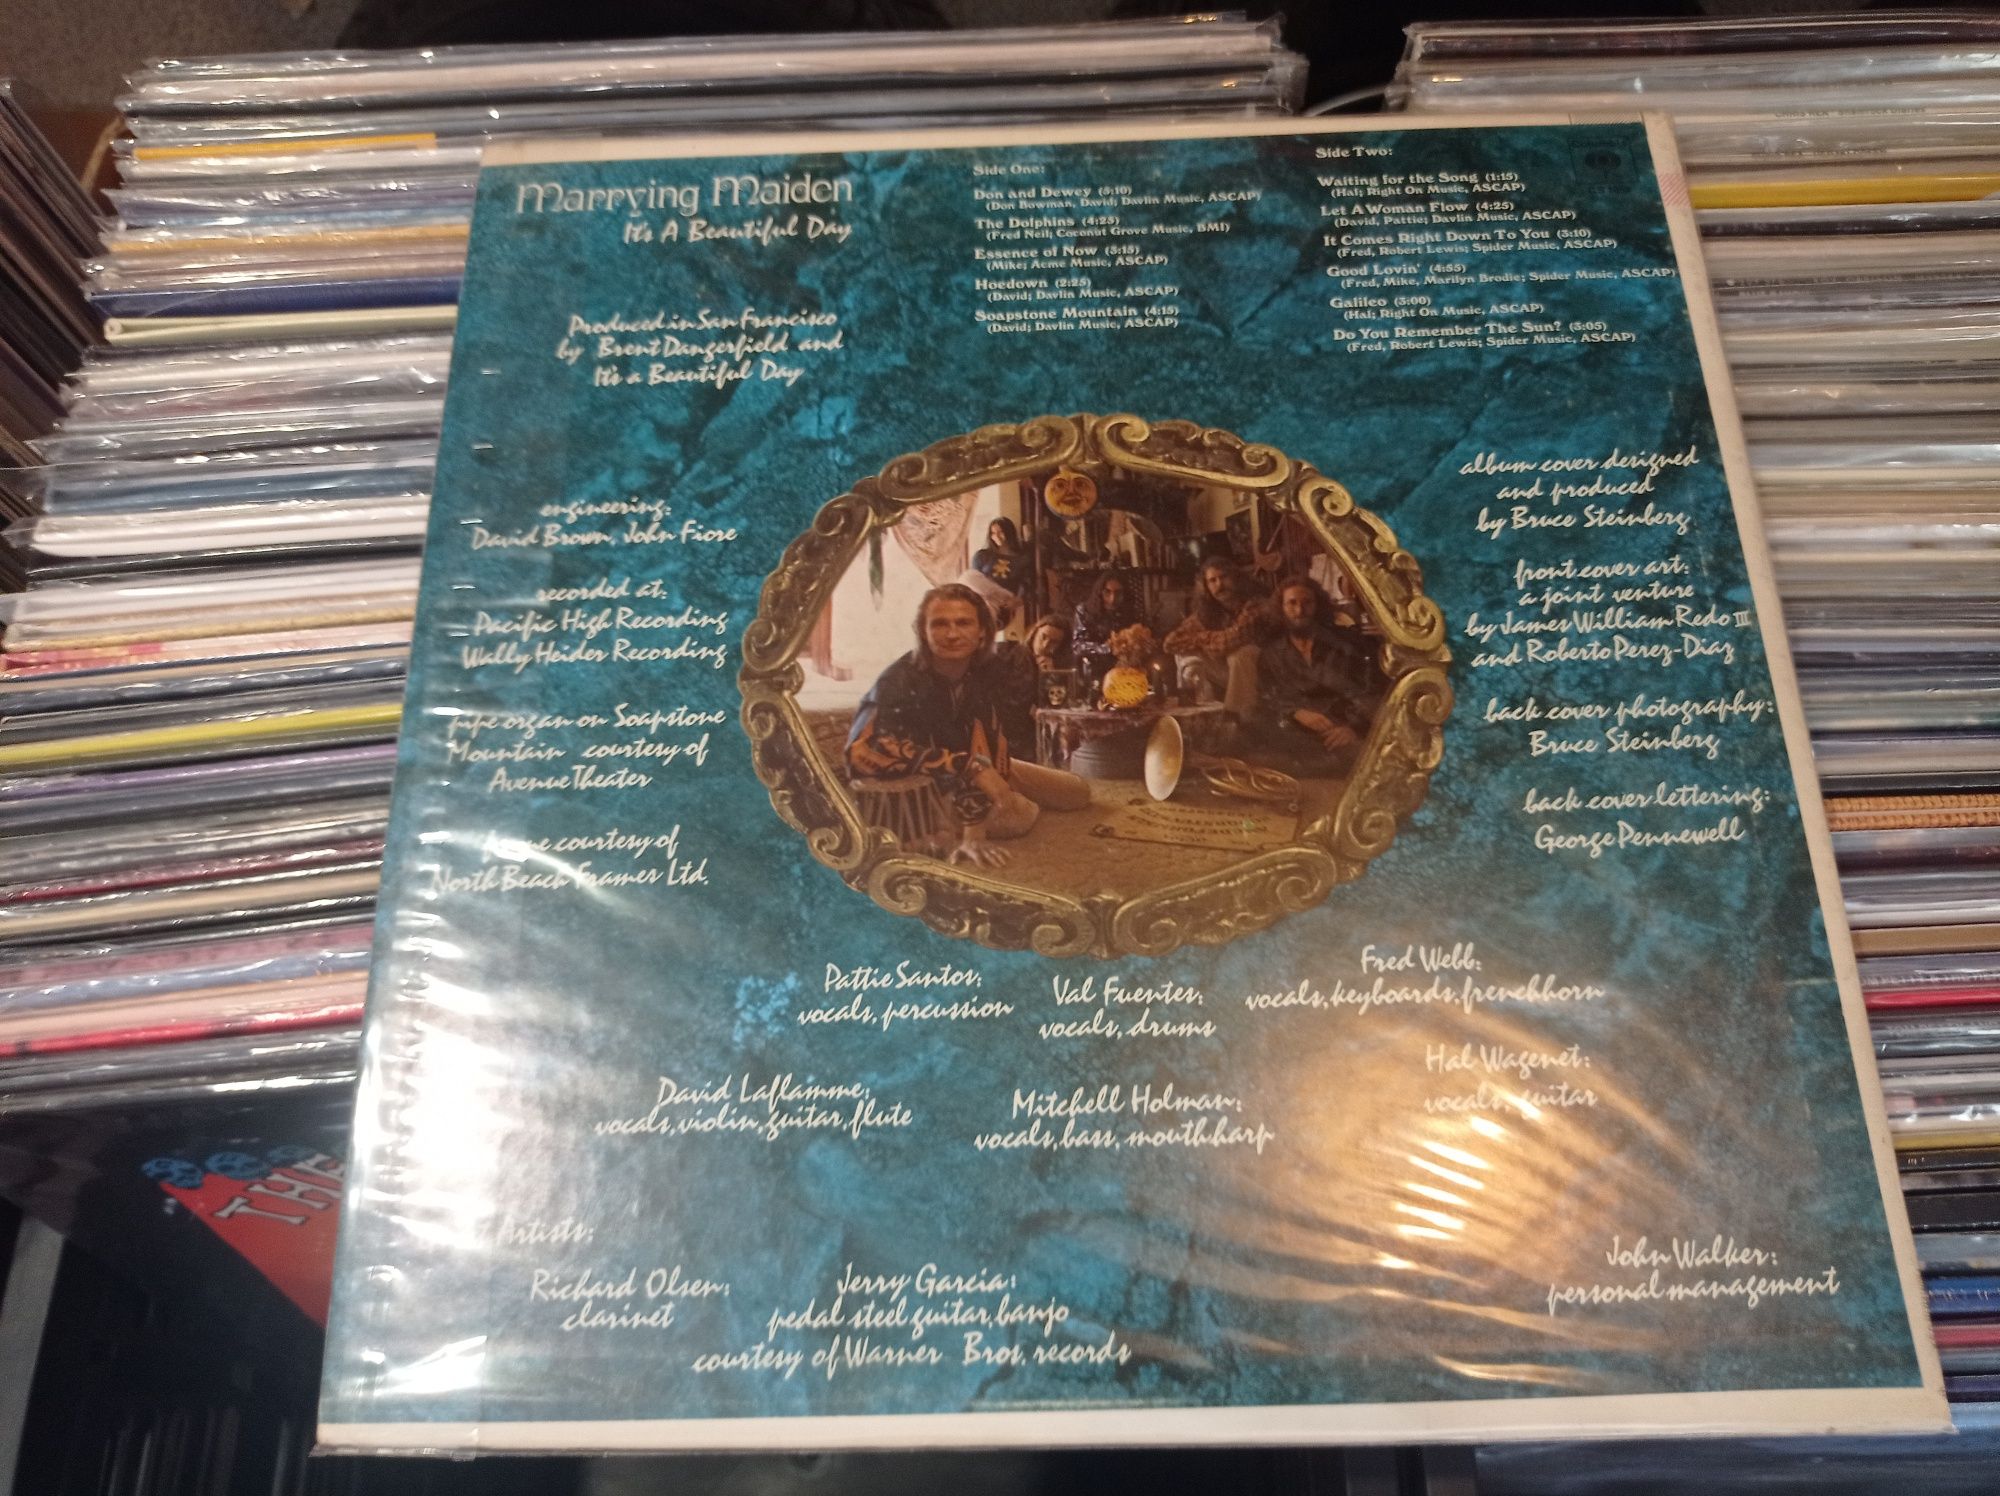 Marrying Maiden
It's A Beautiful Day
Produced in San Francisco
by Brent Dangerfield and
It's a Beautiful Day
engineering:
David Brown, John Fiore
recorded at:
Pacific High Recording
Wally Heider Recording
pipe organ on Soapstone
Mountain courtesy of
Avenue Theater
courtesy of
North Beach Frames Ltd.
Side One:
Don and Dewey (5:10)
(Don Bowman, David; Davlin Music, ASCAP)
The Dolphins (4:25)
(Fred Neil; Coconut Grove Music, BMI)
Essence of Now (3:15)
(Mike; Acme Music, ASCAP)
Hoedown (2:25)
(David; Davlin Music, ASCAP)
Soapstone Mountain (4:15)
(David; Davlin Music, ASCAP)
Side Two:
Waiting for the Song (1:15)
(Hal; Right On Music, ASCAP)
Let A Woman Flow (4:25)
(David, Pattie; Davlin Music, ASCAP)
It Comes Right Down To You (3:10)
(Fred, Robert Lewis; Spider Music, ASCAP)
Good Lovin' (4:55)
(Fred, Mike, Marilyn Brodie; Spider Music, ASCAP)
Galileo (3:00)
(Hal; Right On Music, ASCAP)
Do You Remember The Sun? (3:05)
(Fred, Robert Lewis; Spider Music, ASCAP)
album cover designed
and produced
by Bruce Steinberg
front cover art:
a joint venture
by James William Redo III
and Roberto Perez-Diaz
back cover photography:
Bruce Steinberg
back cover lettering:
George Pennewell
Pattie Santos:
vocals, percussion
Val Fuentes:
vocals, drums
Fred Webb:
vocals, keyboards, french horn
David Laflamme:
vocals, violin, guitar, flute
Mitchell Holman:
vocals, bass, mouth harp
Hal Wagenet:
vocals, guitar
Artists:
Richard Olsen:
clarinet
Jerry Garcia:
pedal steel guitar, banjo
courtesy of Warner Bros. records
John Walker:
personal management
THE